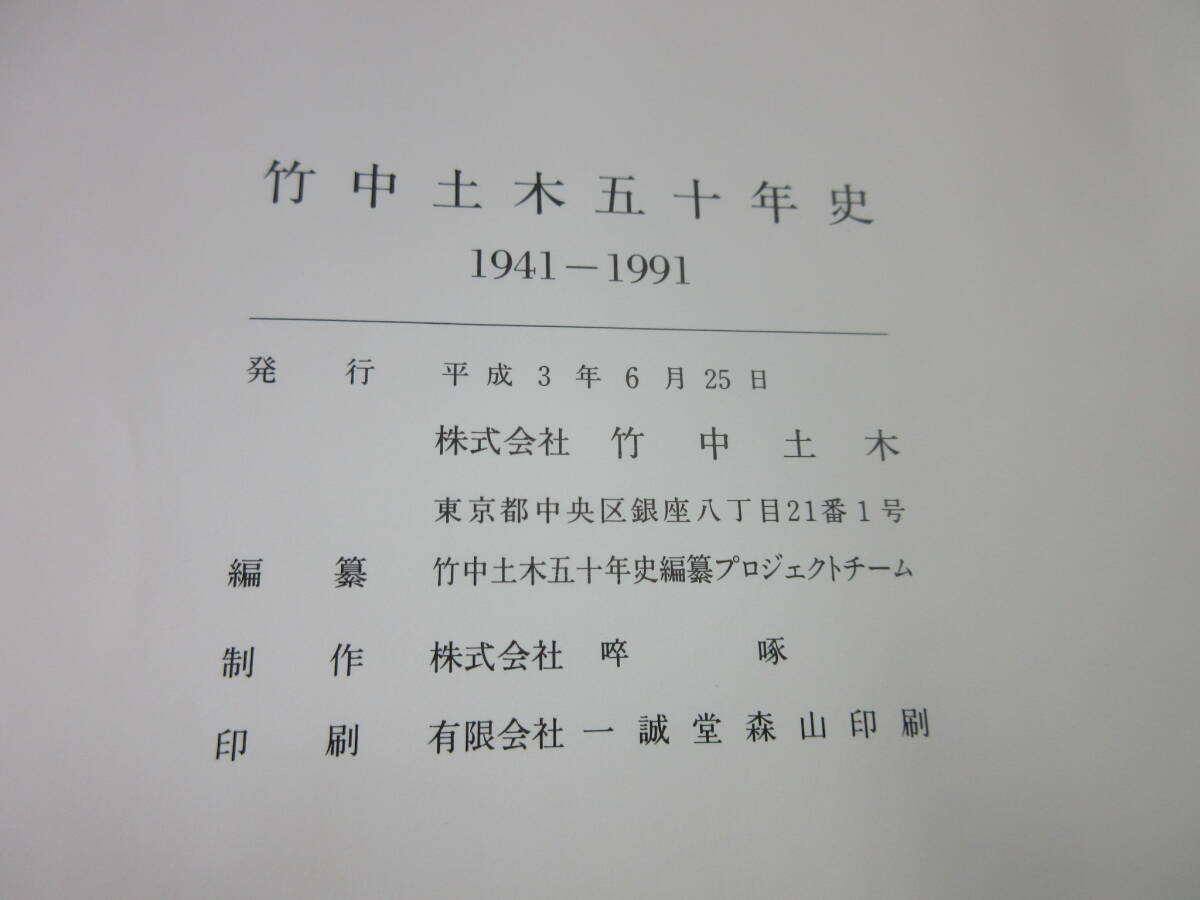 竹中土木五十年史
1941－1991
発行 平成3年6月25日
株式会社 竹中土木
東京都中央区銀座八丁目21番1号
編纂 竹中土木五十年史編纂プロジェクトチーム
制作 株式会社 啐啄
印刷 有限会社一誠堂森山印刷